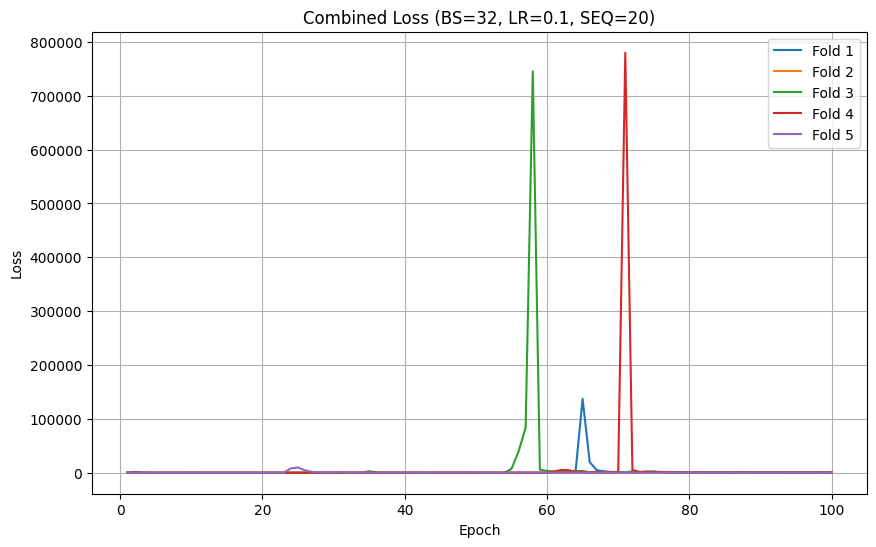 Combined Loss (BS=32, LR=0.1, SEQ=20)
Fold 1
Fold 2
Fold 3
Fold 4
Fold 5
800000
700000
600000
500000
400000
300000
200000
100000
0
Loss
0
20
40
60
80
100
Epoch